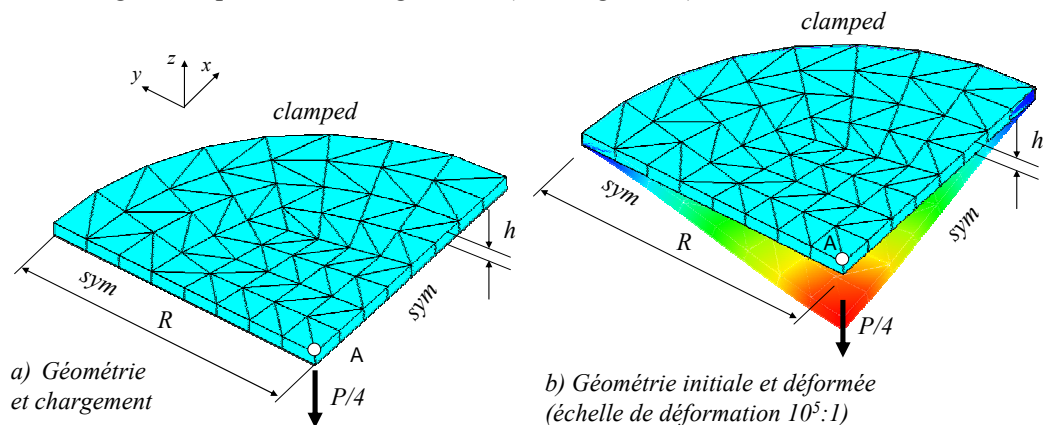 clamped
z
x
y
clamped
h
sym
R
sym
A
P/4
a) Géométrie
et chargement
h
sym
R
sym
A
P/4
b) Géométrie initiale et déformée
(échelle de déformation 10⁵:1)